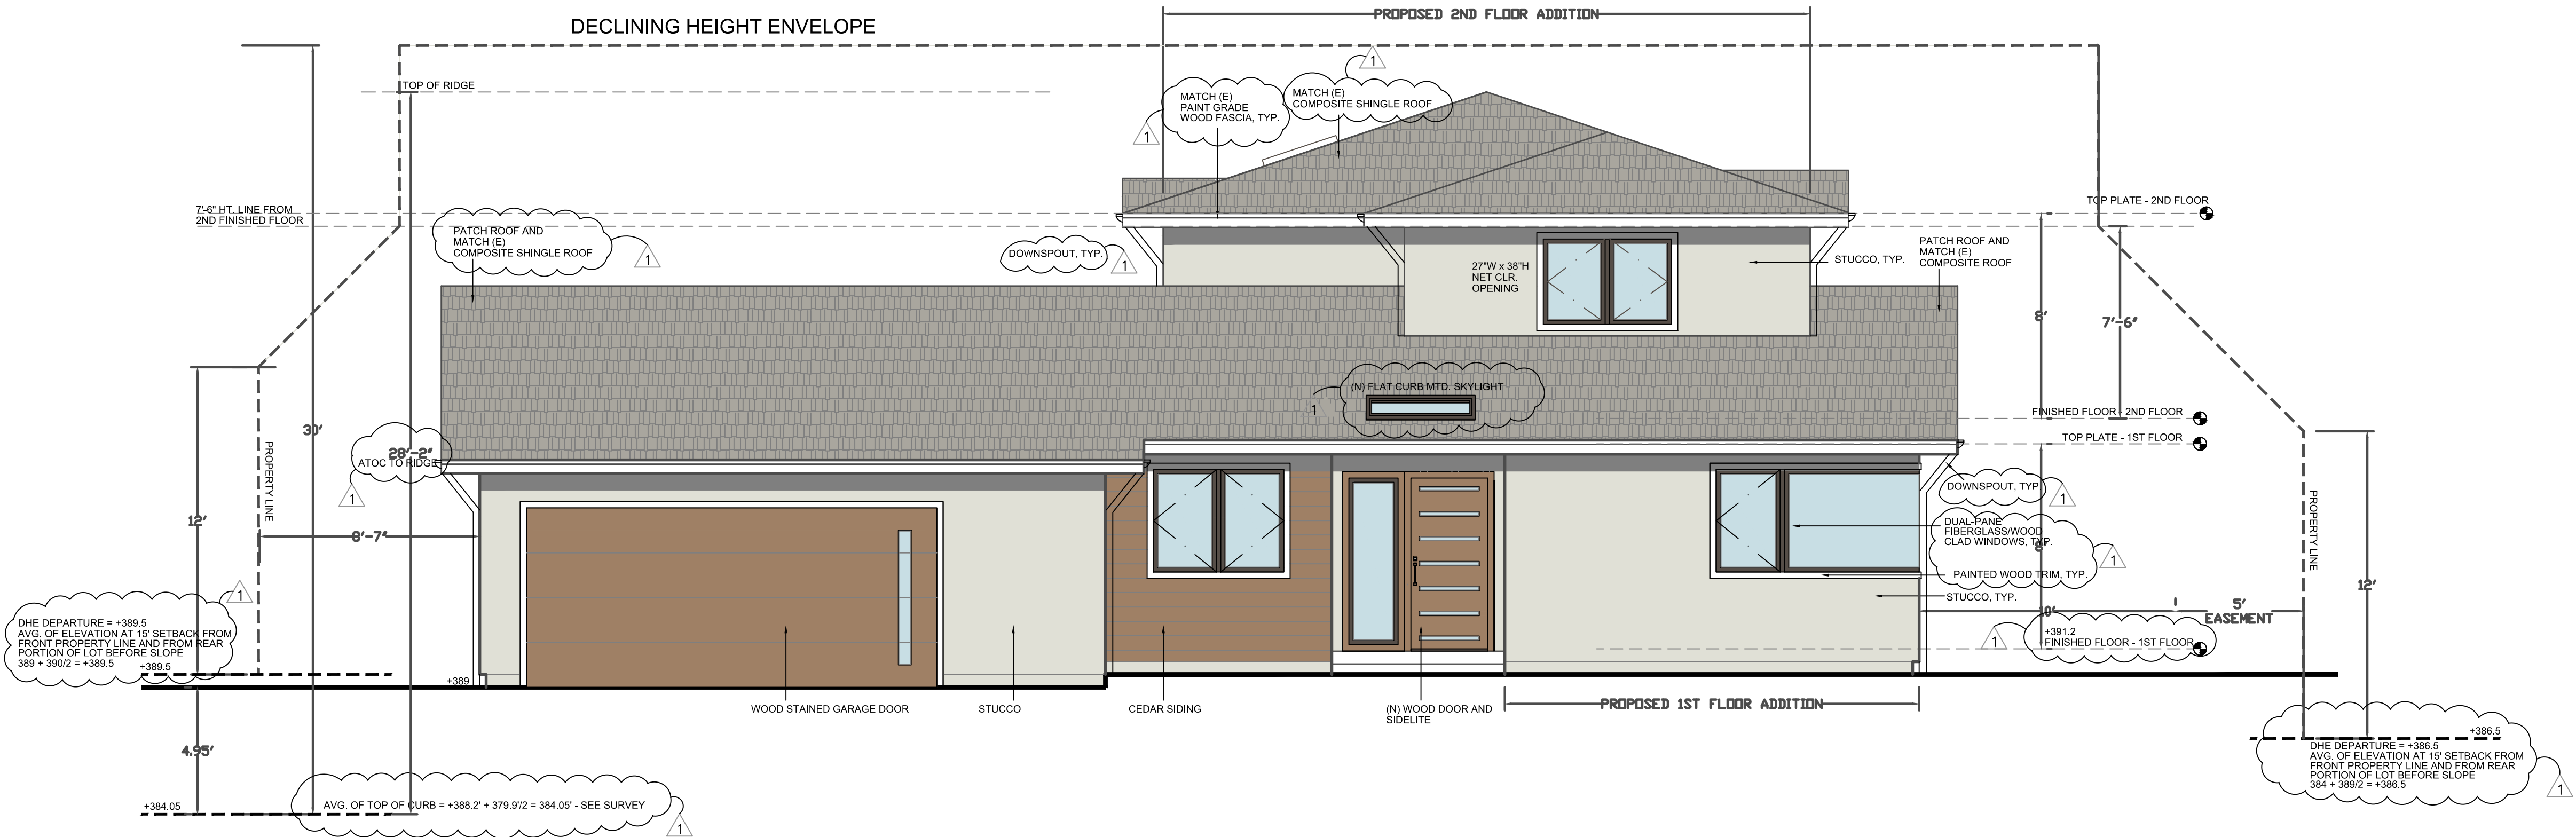 DECLINING HEIGHT ENVELOPE
PROPOSED 2ND FLOOR ADDITION
TOP OF RIDGE
1
MATCH (E)
PAINT GRADE
WOOD FASCIA, TYP.
1
MATCH (E)
COMPOSITE SHINGLE ROOF
7'-6" HT. LINE FROM
2ND FINISHED FLOOR
TOP PLATE - 2ND FLOOR
PATCH ROOF AND
MATCH (E)
COMPOSITE SHINGLE ROOF
1
DOWNSPOUT, TYP.
1
27"W x 38"H
NET CLR.
OPENING
STUCCO, TYP.
PATCH ROOF AND
MATCH (E)
COMPOSITE ROOF
8'
7'-6"
(N) FLAT CURB MTD. SKYLIGHT
1
FINISHED FLOOR - 2ND FLOOR
TOP PLATE - 1ST FLOOR
30'
28'-2"
ATOC TO RIDGE
1
PROPERTY LINE
12'
8'-7"
DOWNSPOUT, TYP.
1
DUAL-PANE
FIBERGLASS/WOOD
CLAD WINDOWS, TYP.
8'
1
PAINTED WOOD TRIM, TYP.
STUCCO, TYP.
PROPERTY LINE
12'
10'
5'
EASEMENT
1
+391.2
FINISHED FLOOR - 1ST FLOOR
1
DHE DEPARTURE = +389.5
AVG. OF ELEVATION AT 15' SETBACK FROM
FRONT PROPERTY LINE AND FROM REAR
PORTION OF LOT BEFORE SLOPE
389 + 390/2 = +389.5
+389.5
+389
WOOD STAINED GARAGE DOOR
STUCCO
CEDAR SIDING
(N) WOOD DOOR AND
SIDELITE
PROPOSED 1ST FLOOR ADDITION
4.95'
+384.05
AVG. OF TOP OF CURB = +388.2' + 379.9'/2 = 384.05' - SEE SURVEY
1
+386.5
DHE DEPARTURE = +386.5
AVG. OF ELEVATION AT 15' SETBACK FROM
FRONT PROPERTY LINE AND FROM REAR
PORTION OF LOT BEFORE SLOPE
384 + 389/2 = +386.5
1